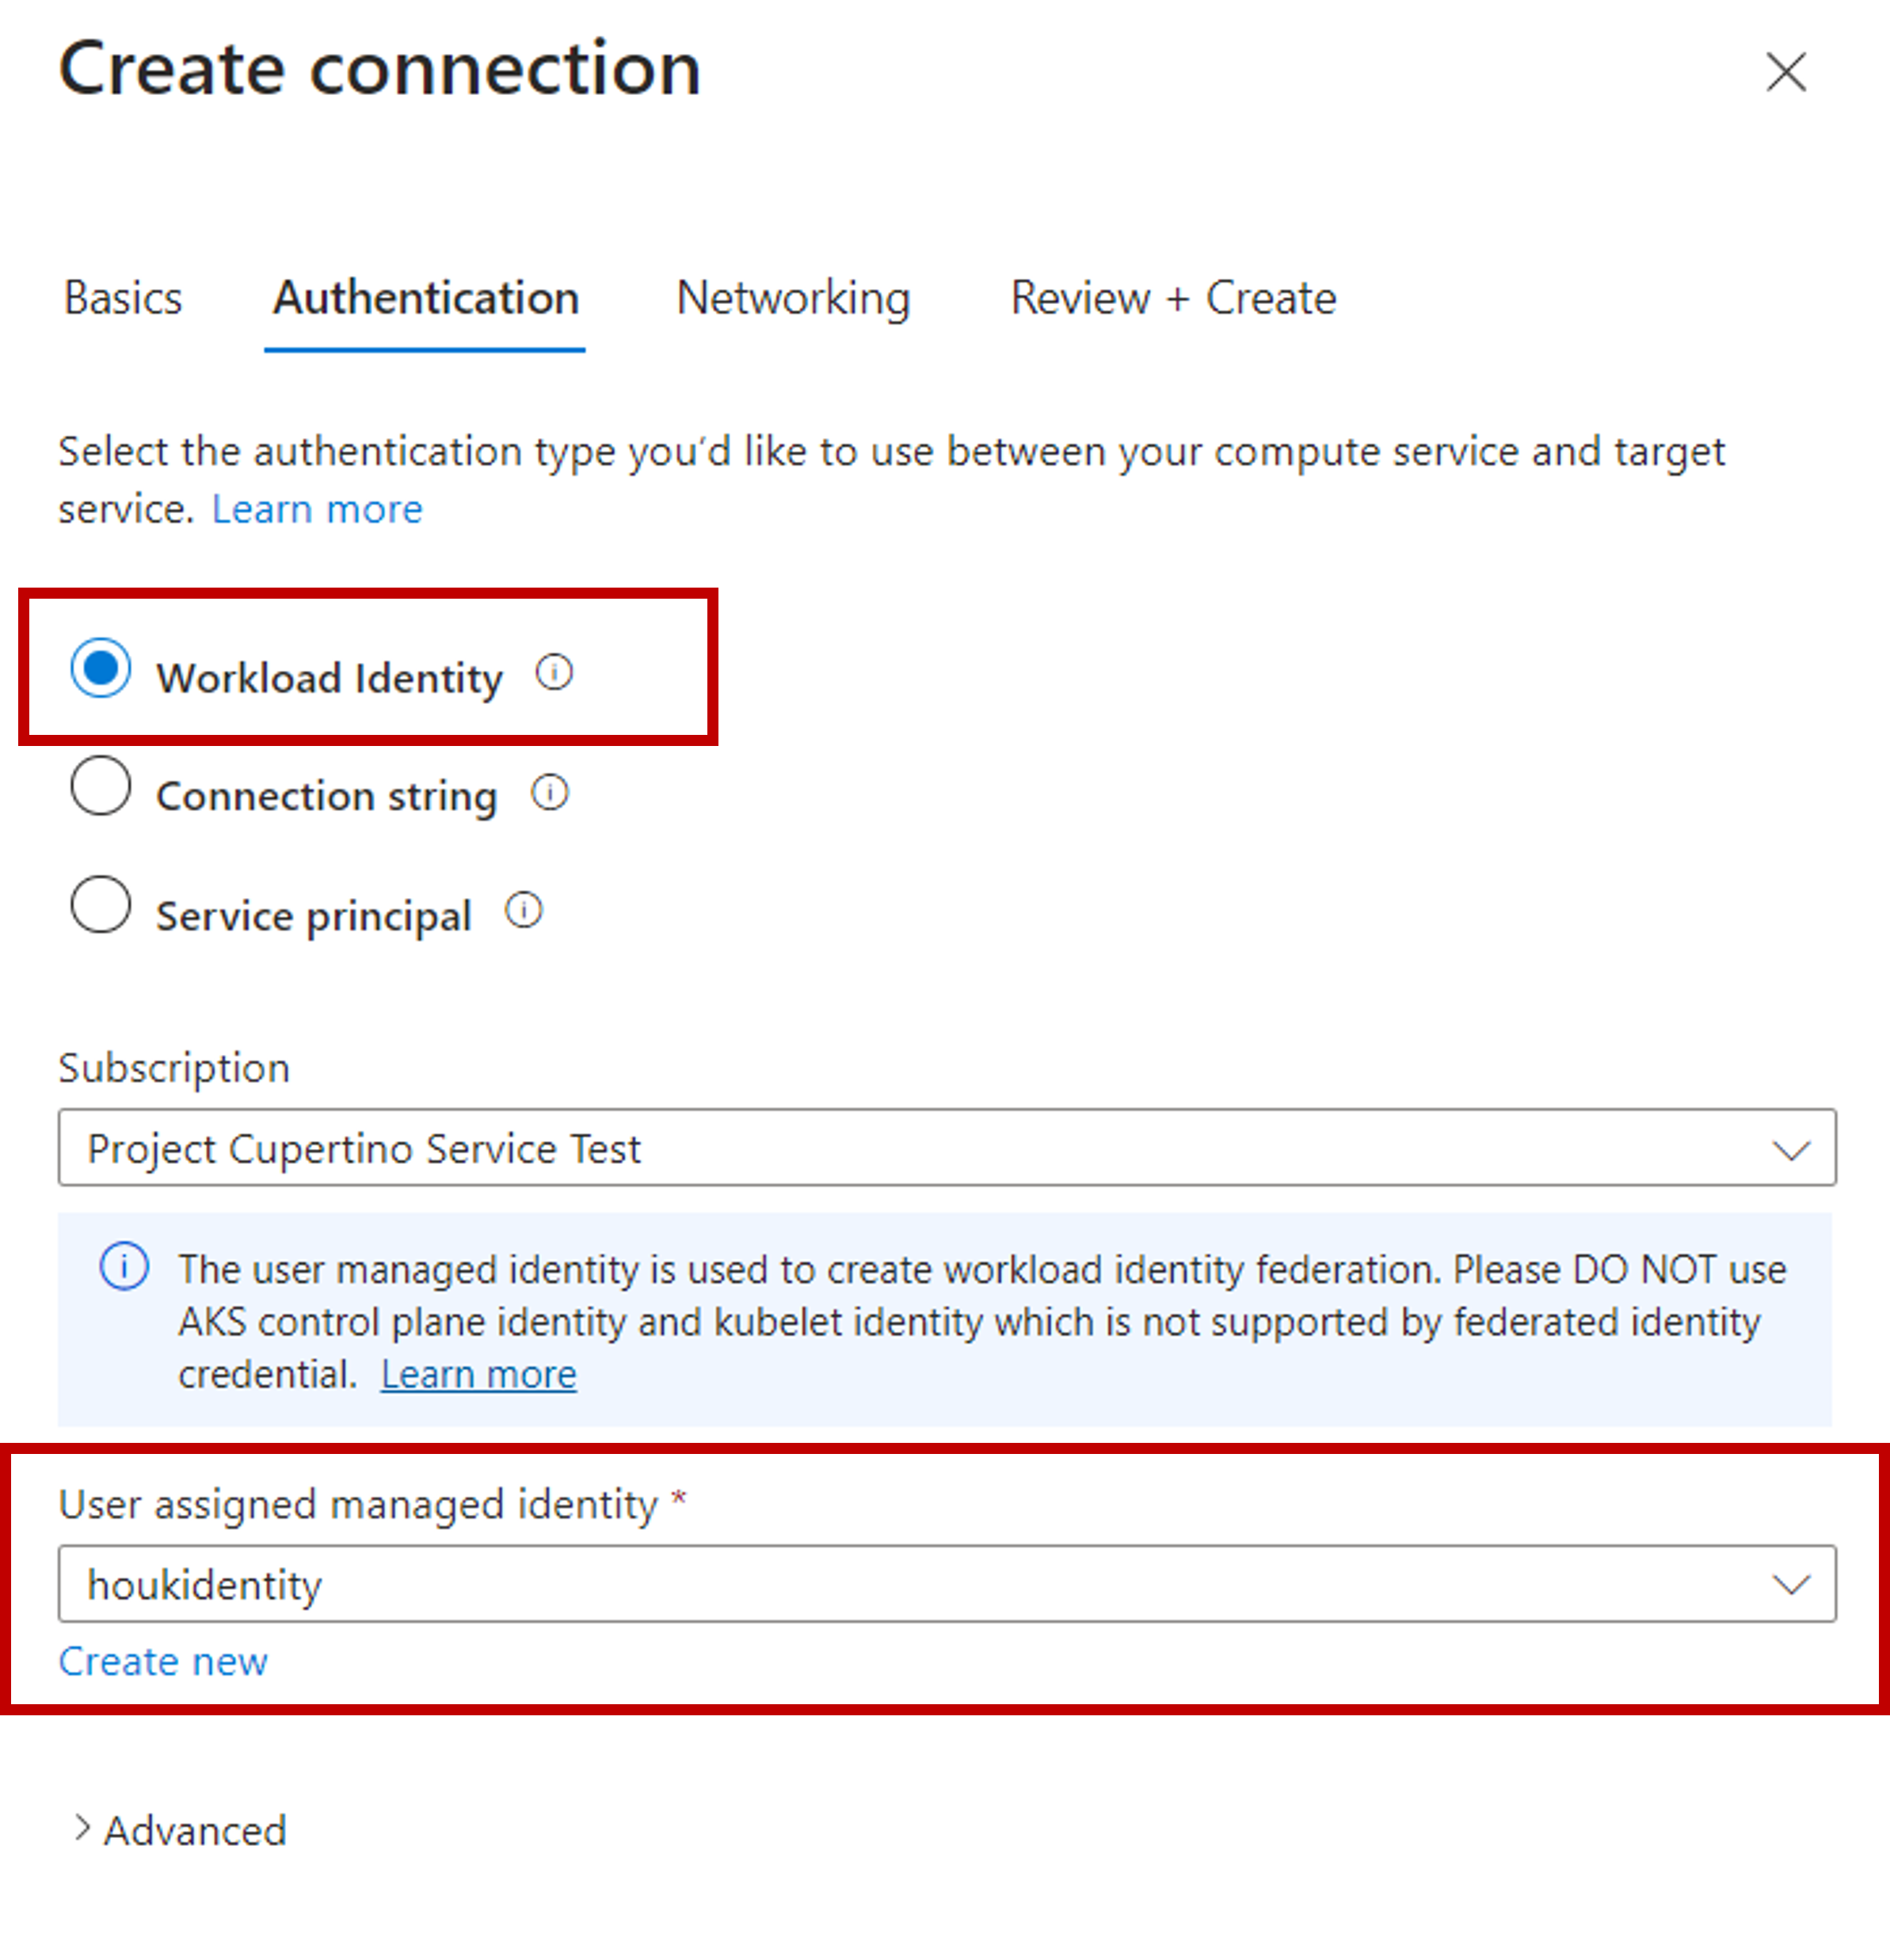 Create connection
Basics Authentication Networking Review + Create
Select the authentication type you’d like to use between your compute service and target
service. Learn more
Workload Identity
Connection string
Service principal
Subscription
Project Cupertino Service Test
The user managed identity is used to create workload identity federation. Please DO NOT use
AKS control plane identity and kubelet identity which is not supported by federated identity
credential. Learn more
User assigned managed identity *
houkidentity
Create new
Advanced